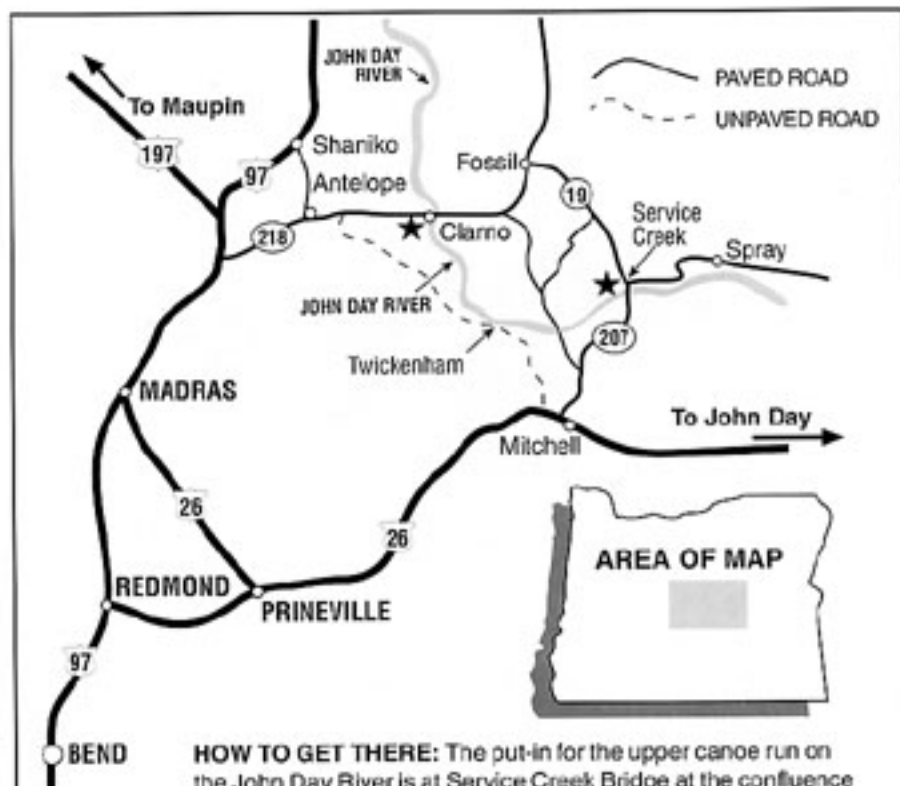 JOHN DAY
RIVER
PAVED ROAD
UNPAVED ROAD
To Maupin
197
Shaniko
97
Fossil
Antelope
19
Service
Creek
218
Clarno
Spray
JOHN DAY RIVER
207
Twickenham
MADRAS
To John Day
Mitchell
26
26
AREA OF MAP
REDMOND
PRINEVILLE
97
BEND
HOW TO GET THERE: The put-in for the upper canoe run on
the John Day River is at Service Creek Bridge at the confluence